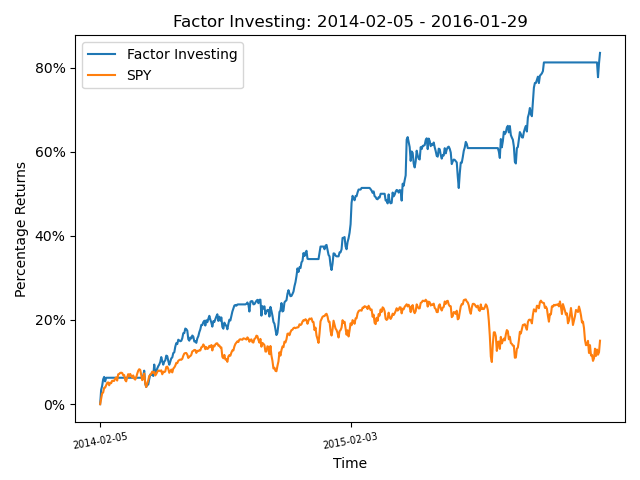 Factor Investing: 2014-02-05 - 2016-01-29
Factor Investing
SPY
80%
60%
40%
20%
0%
Percentage Returns
2014-02-05
2015-02-03
Time